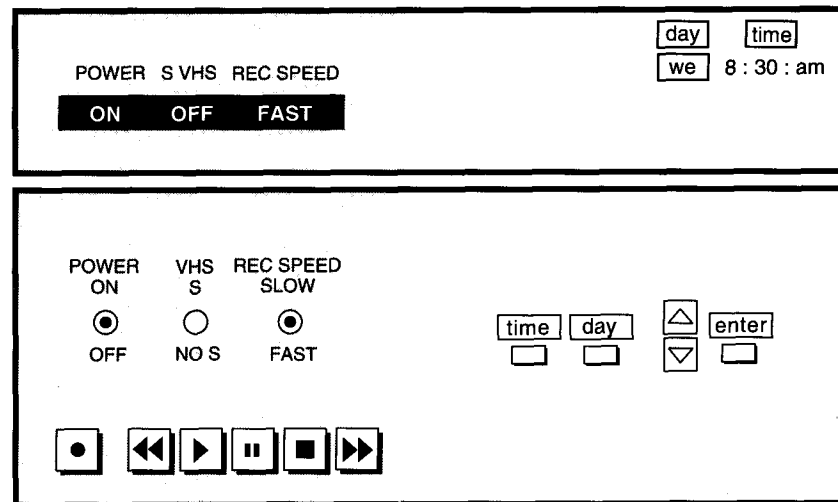 day time
POWER S VHS REC SPEED we 8 : 30 : am
ON OFF FAST
POWER VHS REC SPEED
ON S SLOW
time day enter
OFF NO S FAST